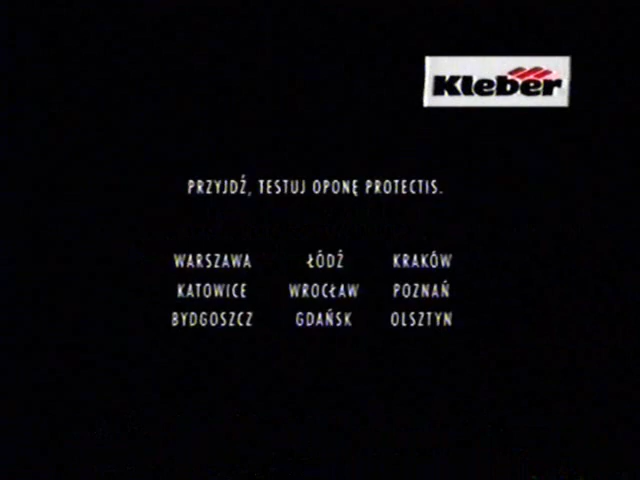 Kleber
PRZYJDŹ, TESTUJ OPONĘ PROTECTIS.
WARSZAWA ŁÓDŹ KRAKÓW
KATOWICE WROCŁAW POZNAŃ
BYDGOSZCZ GDAŃSK OLSZTYN